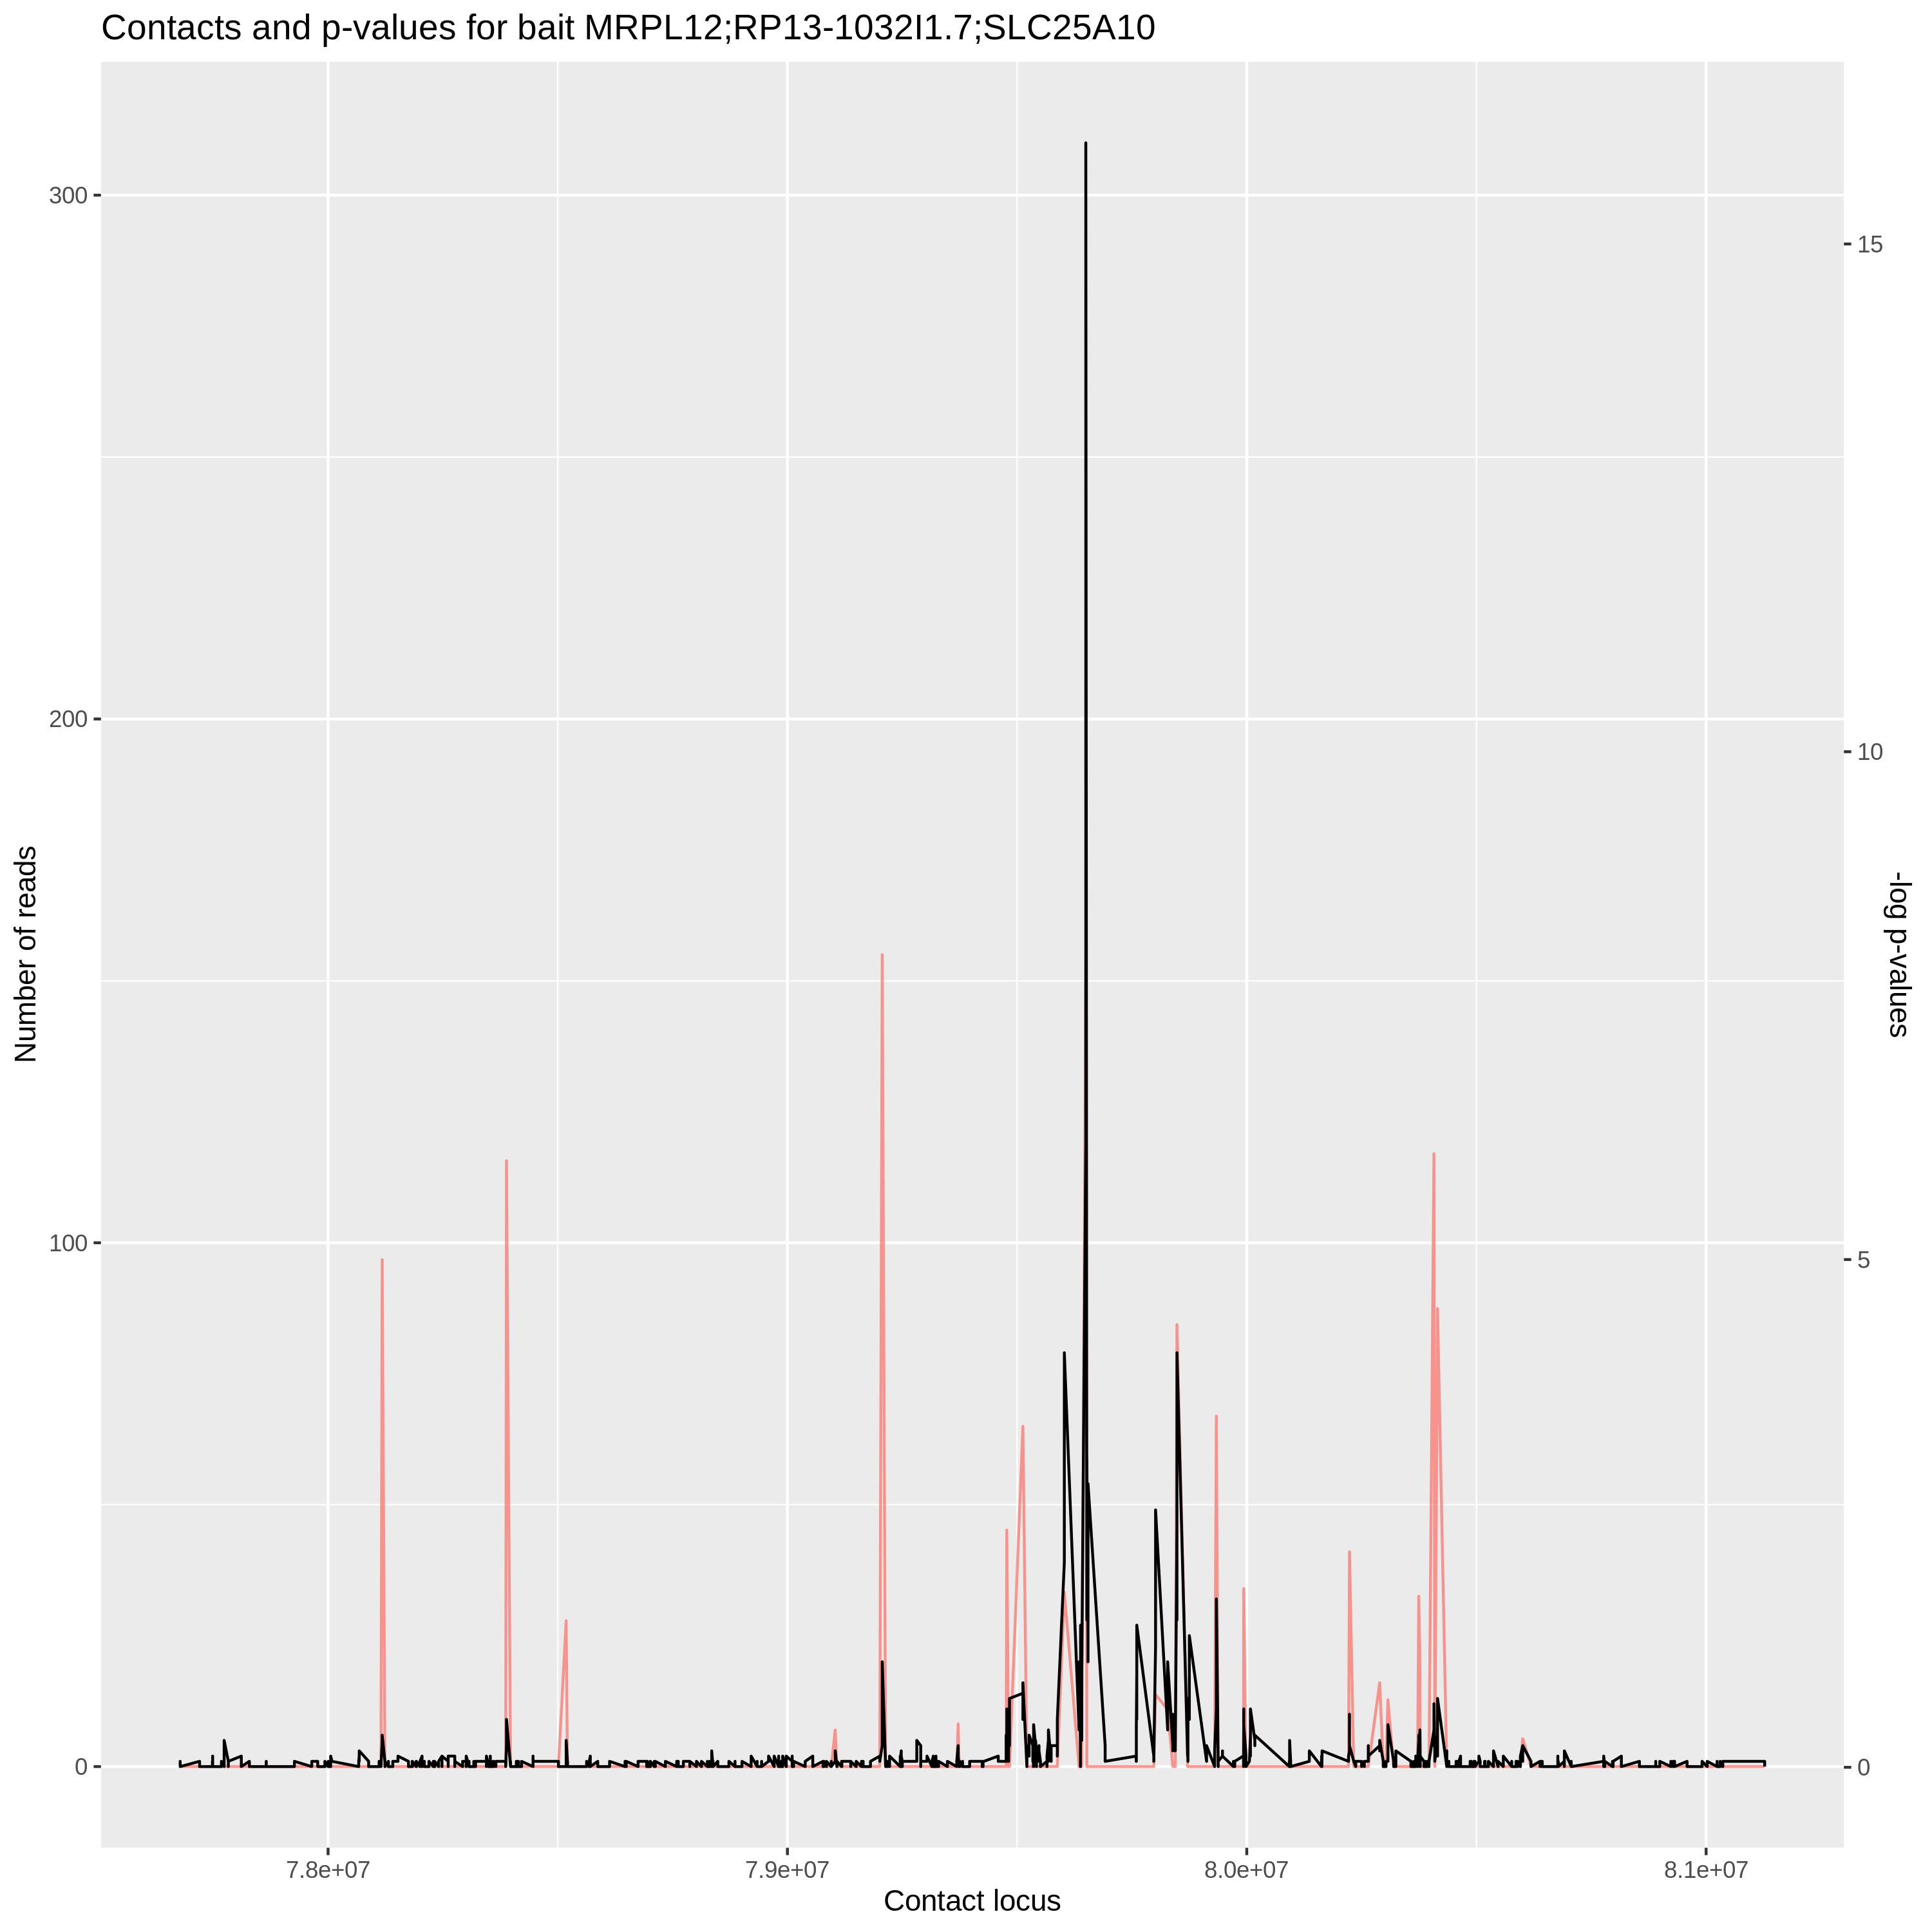 Contacts and p-values for bait MRPL12;RP13-1032I1.7;SLC25A10
300
200
100
0
Number of reads
15
10
5
0
-log p-values
7.8e+07 7.9e+07 8.0e+07 8.1e+07
Contact locus